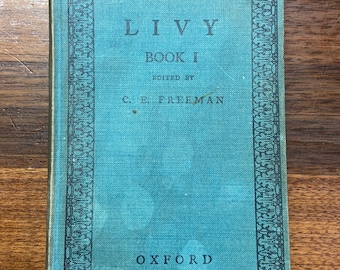 LIVY
BOOK I
EDITED BY
C. E. FREEMAN
OXFORD